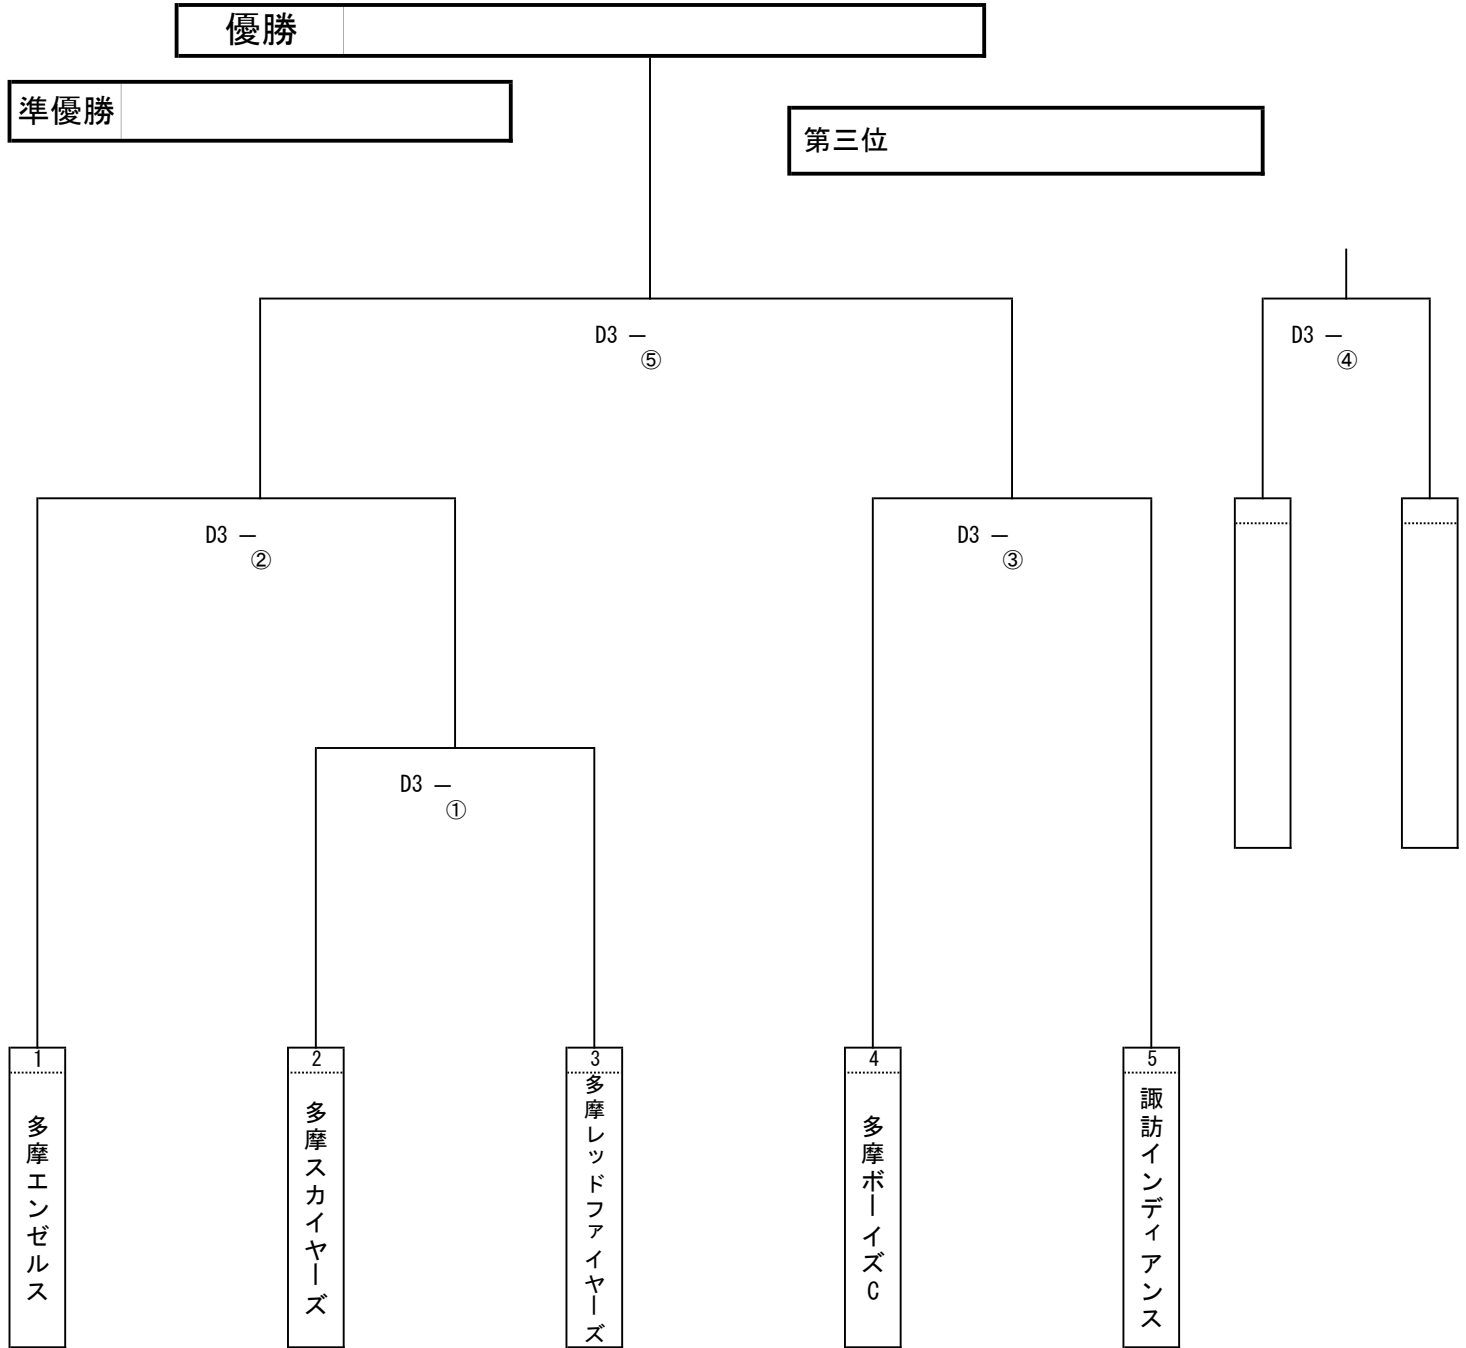 優勝
準優勝
第三位
D3 －
⑤
D3 －
④
D3 －
②
D3 －
③
D3 －
①
1
多摩エンゼルス
2
多摩スカイヤーズ
3
多摩レッドファイヤーズ
4
多摩ボーイズC
5
諏訪インディアンス